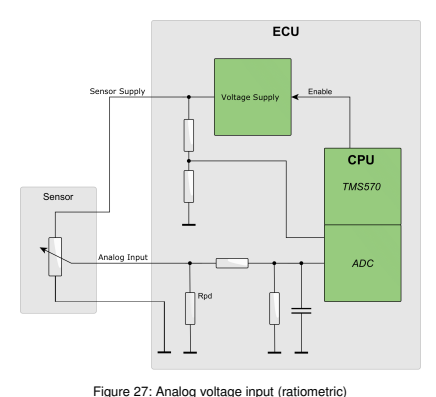 ECU
Sensor Supply
Voltage Supply
Enable
CPU
TMS570
Sensor
Analog Input
ADC
Rpd
Figure 27: Analog voltage input (ratiometric)